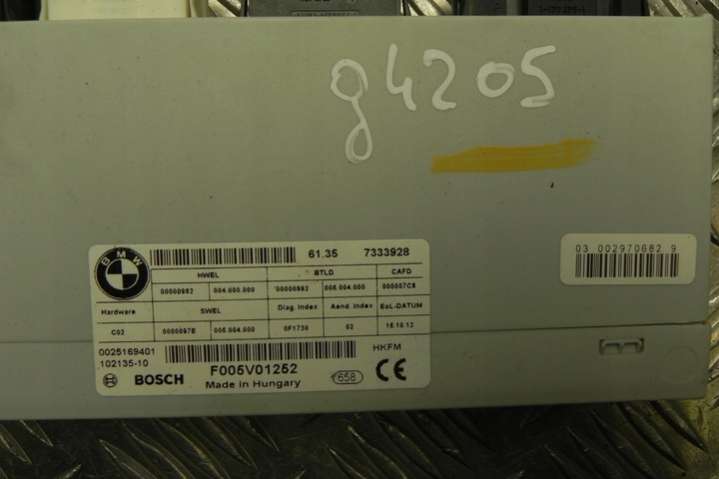 g4205
03 002970682 9
BMW
61.35 7333928
HWEL BTLD CAFD
00000982 004.000.000 00000983 005.004.000 000007C8
Hardware SWEL Diag. Index Aend. Index EoL-DATUM
C02 0000097B 005.004.000 0F1730 02 15.10.12
0025169401
102135-10
HKFM
BOSCH
F005V01252
Made in Hungary
658
CE